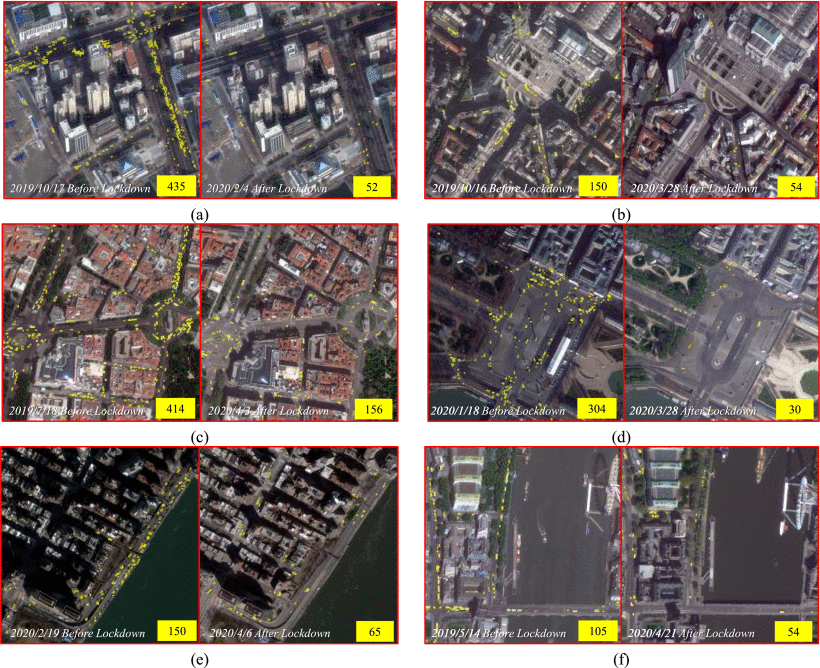 2019/10/17 Before Lockdown 435
2020/2/4 After Lockdown 52
(a)
2019/10/16 Before Lockdown 150
2020/3/28 After Lockdown 54
(b)
2019/7/18 Before Lockdown 414
2020/4/3 After Lockdown 156
(c)
2020/1/18 Before Lockdown 304
2020/3/28 After Lockdown 30
(d)
2020/2/19 Before Lockdown 150
2020/4/6 After Lockdown 65
(e)
2019/5/14 Before Lockdown 105
2020/4/21 After Lockdown 54
(f)